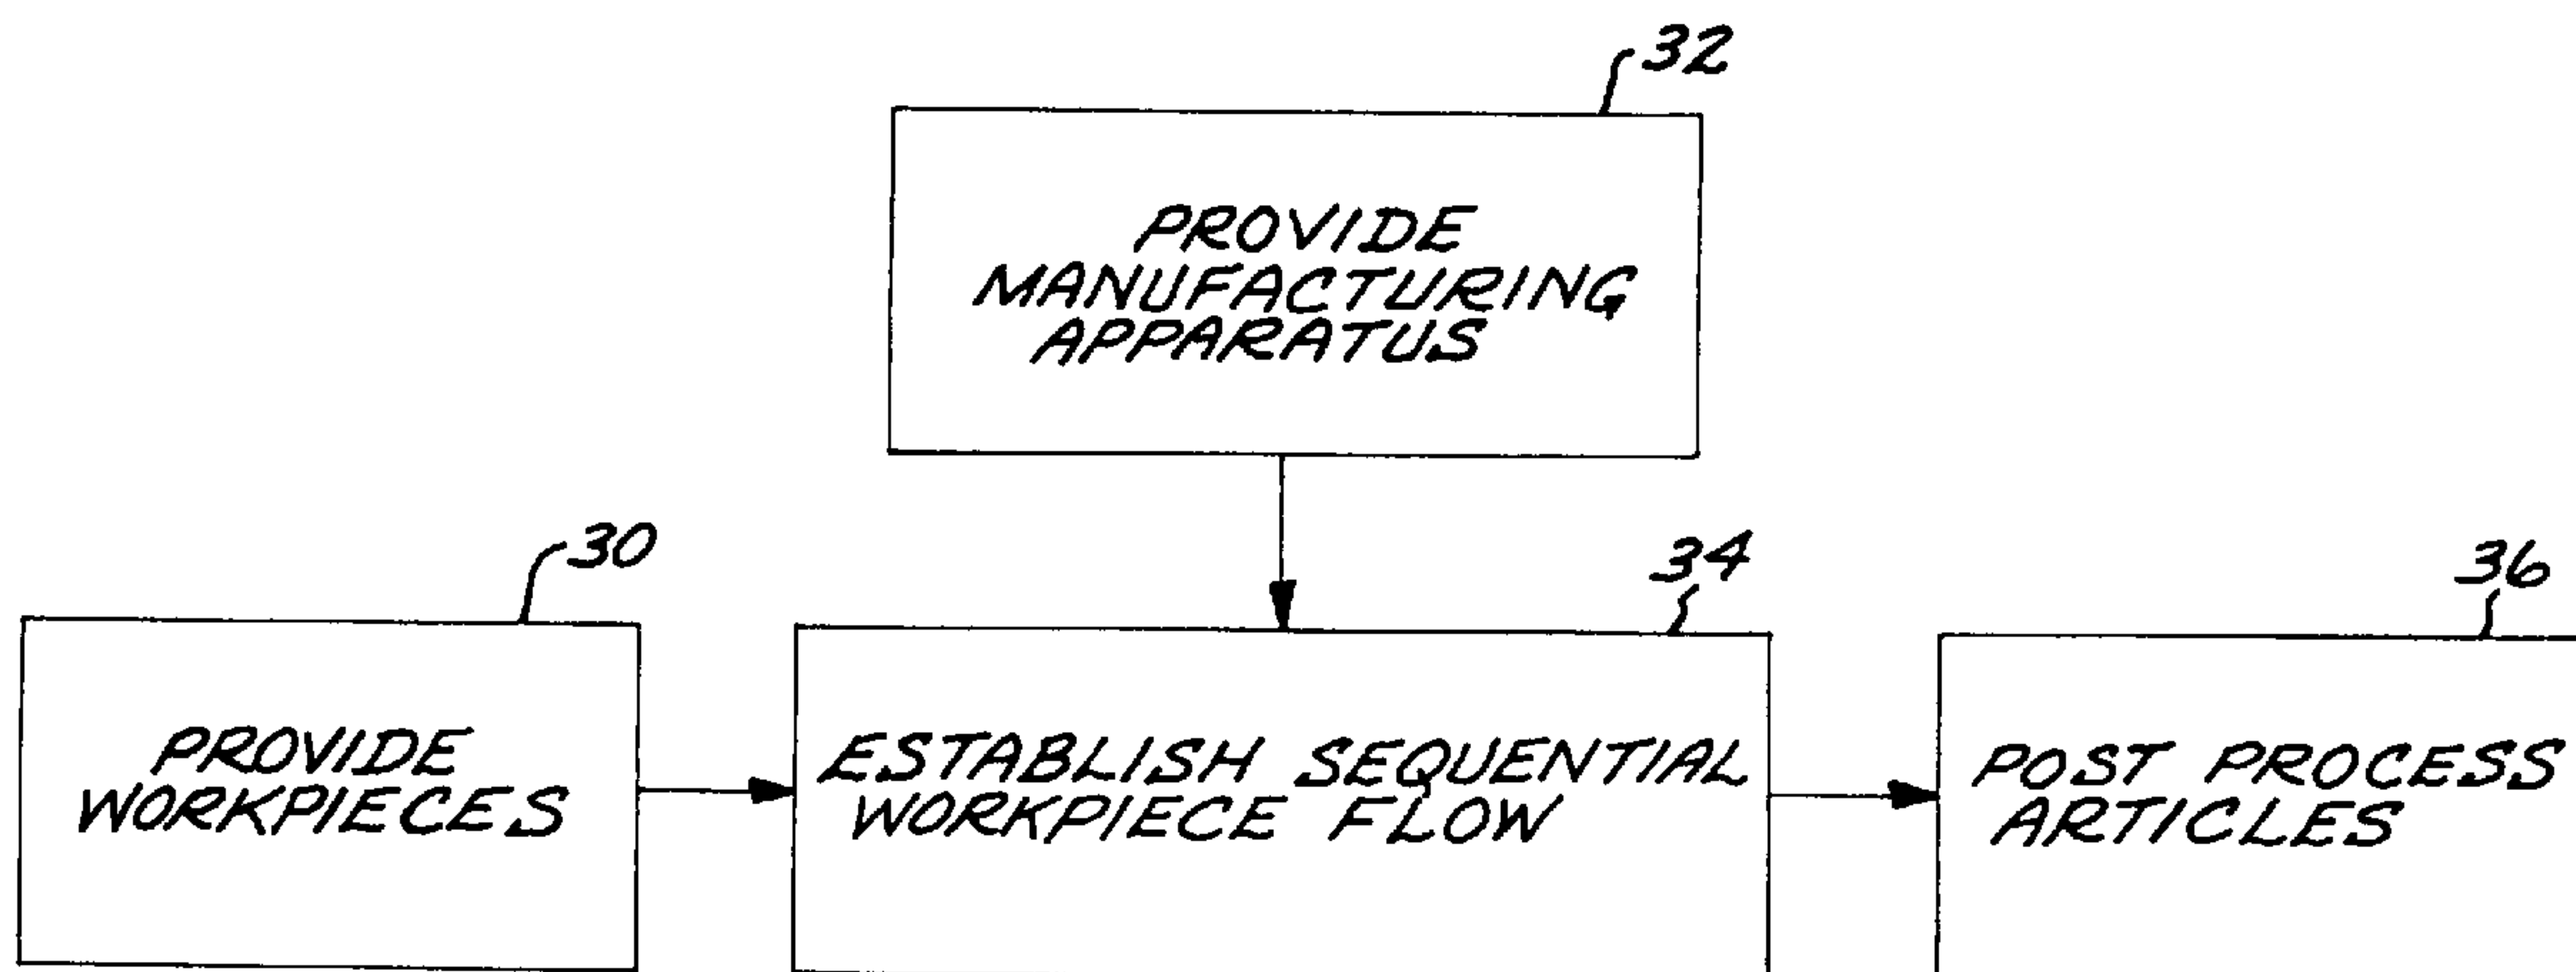 32
PROVIDE
MANUFACTURING
APPARATUS
30
34
36
PROVIDE
WORKPIECES
ESTABLISH SEQUENTIAL
WORKPIECE FLOW
POST PROCESS
ARTICLES